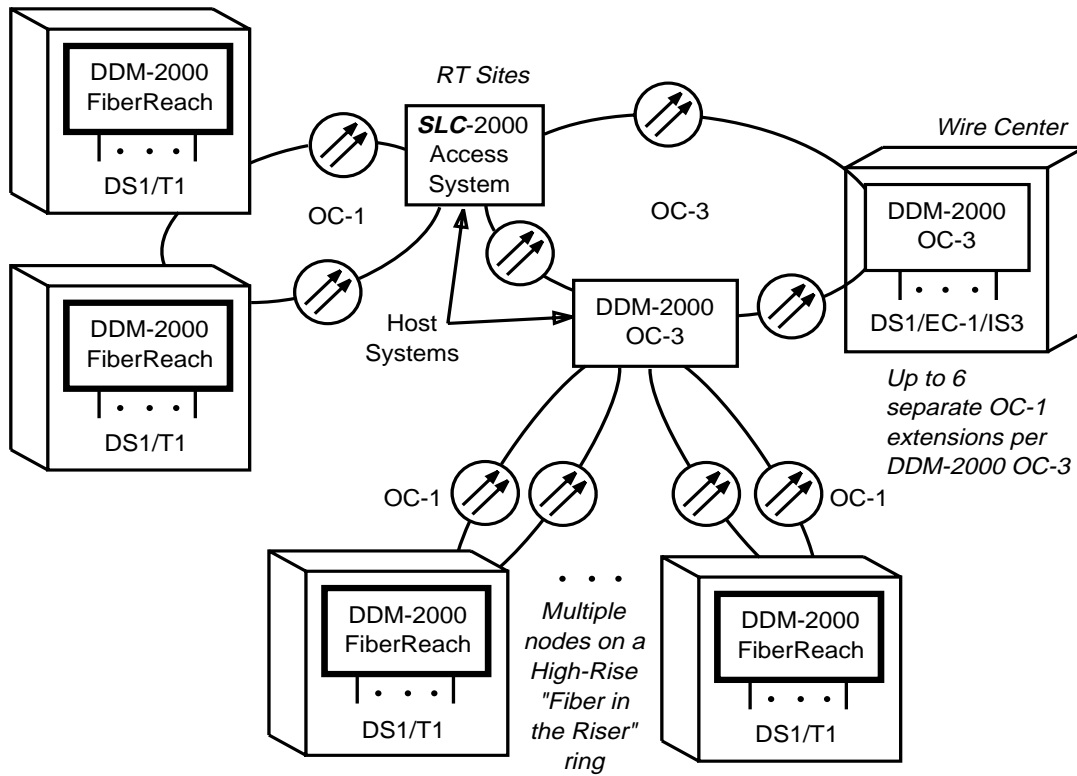 DDM-2000
FiberReach
. . .
DS1/T1
RT Sites
SLC-2000
Access
System
Wire Center
OC-1
OC-3
DDM-2000
OC-3
. . .
DS1/EC-1/IS3
DDM-2000
FiberReach
. . .
DS1/T1
Host
Systems
DDM-2000
OC-3
Up to 6
separate OC-1
extensions per
DDM-2000 OC-3
OC-1
OC-1
DDM-2000
FiberReach
. . .
DS1/T1
. . .
Multiple
nodes on a
High-Rise
"Fiber in
the Riser"
ring
DDM-2000
FiberReach
. . .
DS1/T1